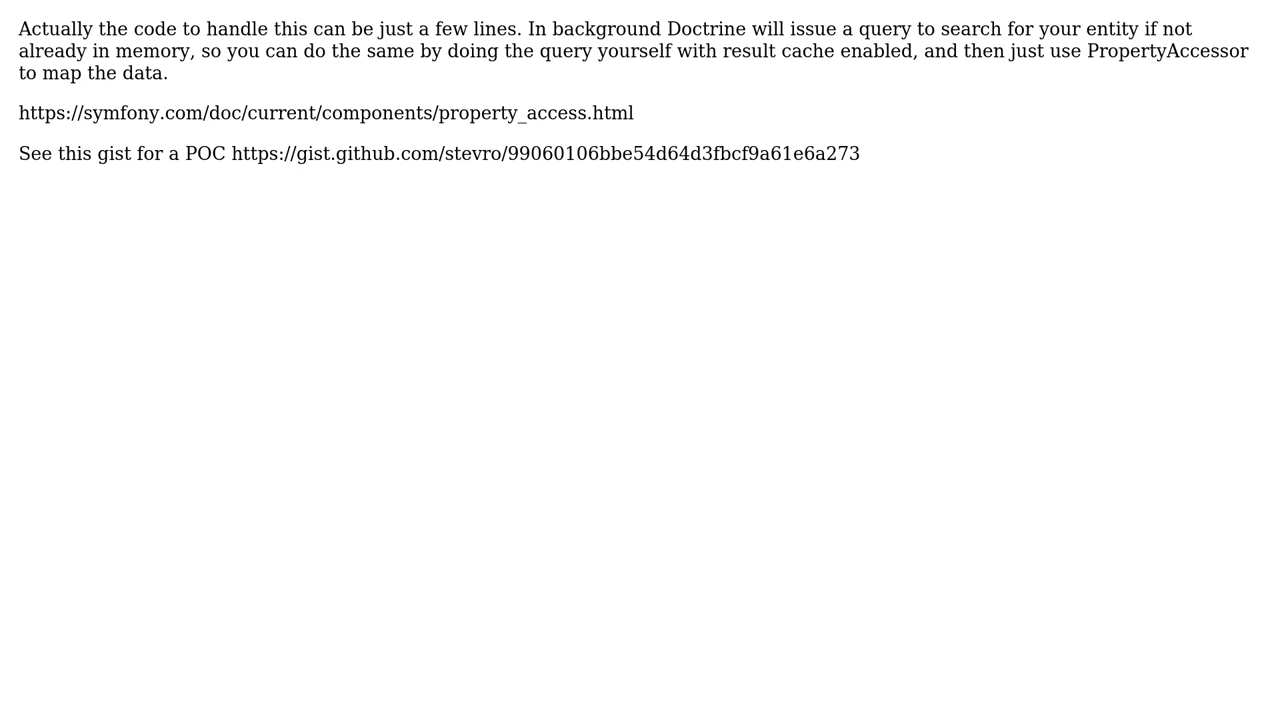 Actually the code to handle this can be just a few lines. In background Doctrine will issue a query to search for your entity if not
already in memory, so you can do the same by doing the query yourself with result cache enabled, and then just use PropertyAccessor
to map the data.
https://symfony.com/doc/current/components/property_access.html
See this gist for a POC https://gist.github.com/stevro/99060106bbe54d64d3fbcf9a61e6a273